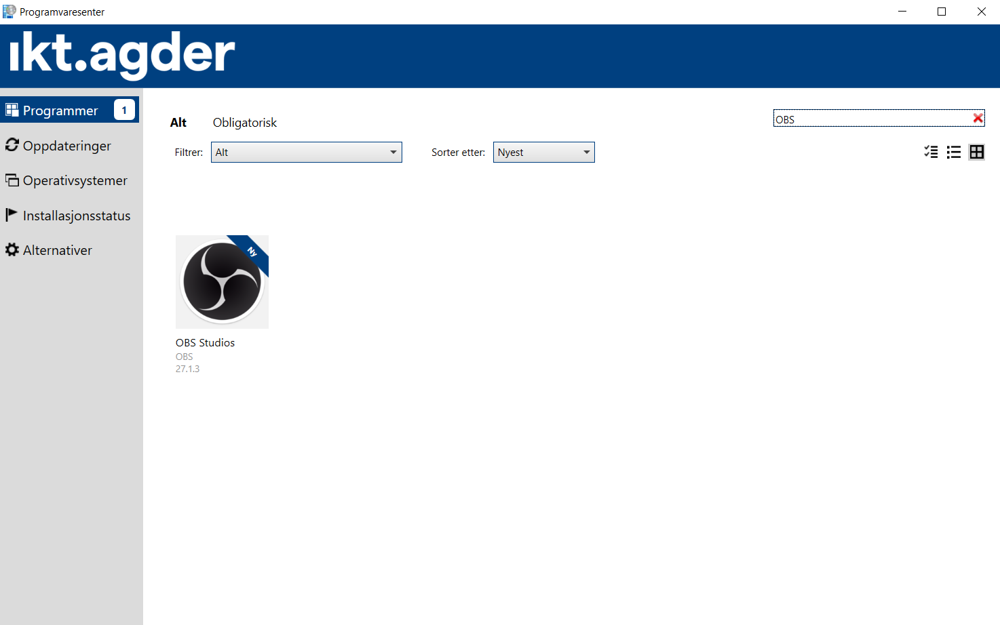 Programvaresenter
ikt.agder
Programmer 1
Oppdateringer
Operativsystemer
Installasjonsstatus
Alternativer
Alt Obligatorisk
OBS
Filtrer: Alt Sorter etter: Nyest
Ny
OBS Studios
OBS
27.1.3